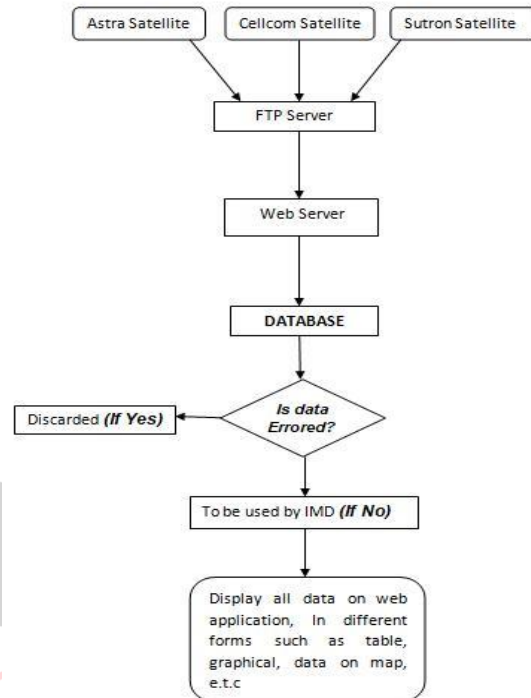 Astra Satellite
Cellcom Satellite
Sutron Satellite
FTP Server
Web Server
DATABASE
Is data
Errored?
Discarded (If Yes)
To be used by IMD (If No)
Display all data on web
application, In different
forms such as table,
graphical, data on map,
e.t.c